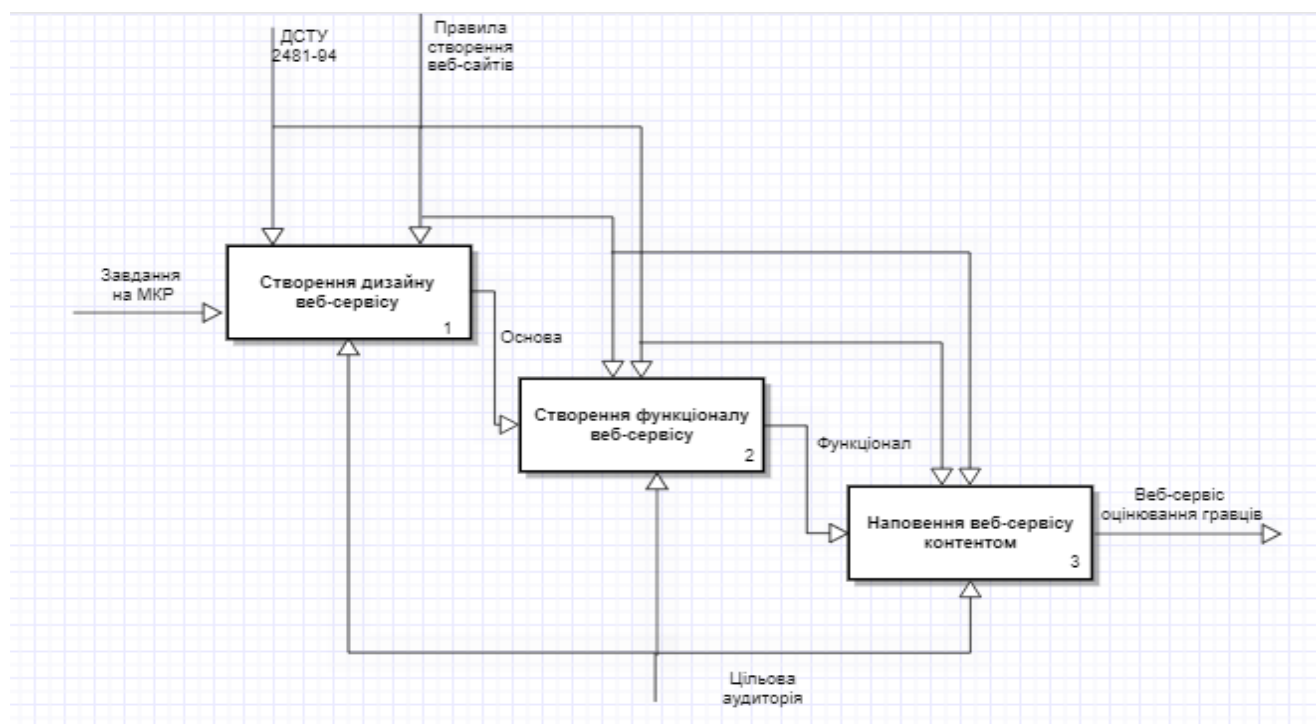 ДСТУ
2481-94
Правила
створення
веб-сайтів
Завдання
на МКР
Створення дизайну
веб-сервісу
1
Основа
Створення функціоналу
веб-сервісу
2
Функціонал
Наповення веб-сервісу
контентом
3
Веб-сервіс
оцінювання гравців
Цільова
аудиторія